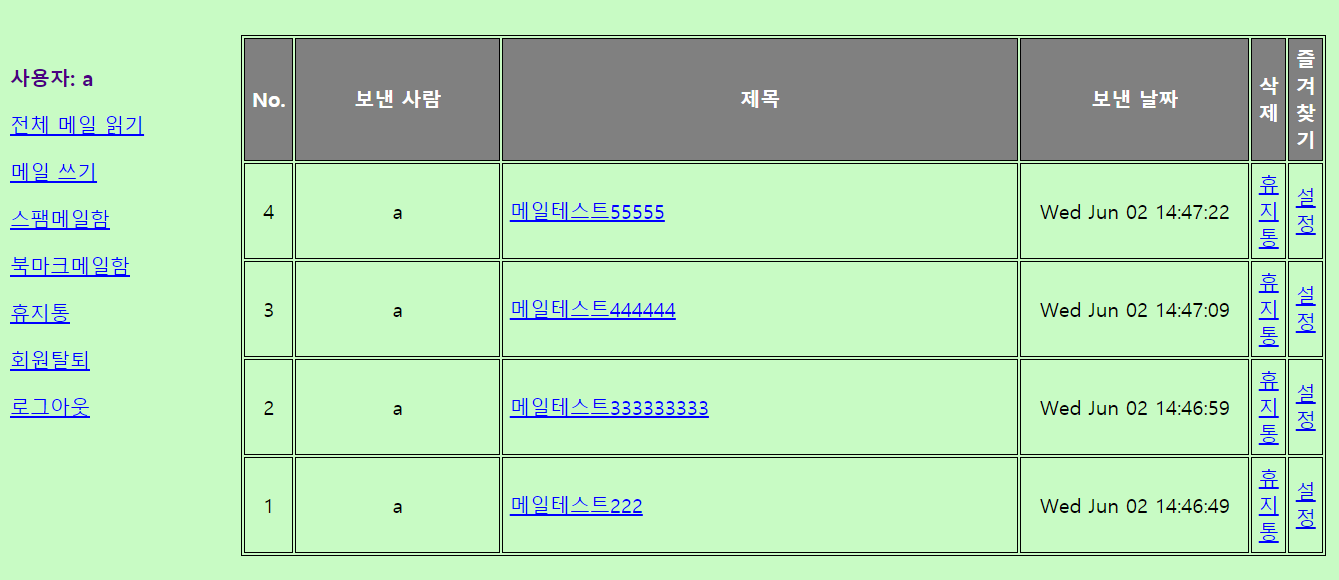 사용자: a
전체 메일 읽기
메일 쓰기
스팸메일함
북마크메일함
휴지통
회원탈퇴
로그아웃
No. 보낸 사람 제목 보낸 날짜 삭제 즐겨찾기
4 a 메일테스트55555 Wed Jun 02 14:47:22 휴지통 설정
3 a 메일테스트444444 Wed Jun 02 14:47:09 휴지통 설정
2 a 메일테스트333333333 Wed Jun 02 14:46:59 휴지통 설정
1 a 메일테스트222 Wed Jun 02 14:46:49 휴지통 설정